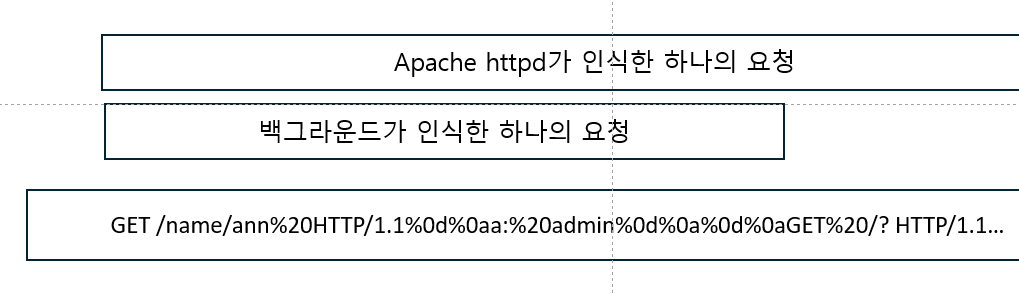 Apache httpd가 인식한 하나의 요청
백그라운드가 인식한 하나의 요청
GET /name/ann%20HTTP/1.1%0d%0aa:%20admin%0d%0a%0d%0aGET%20/? HTTP/1.1...